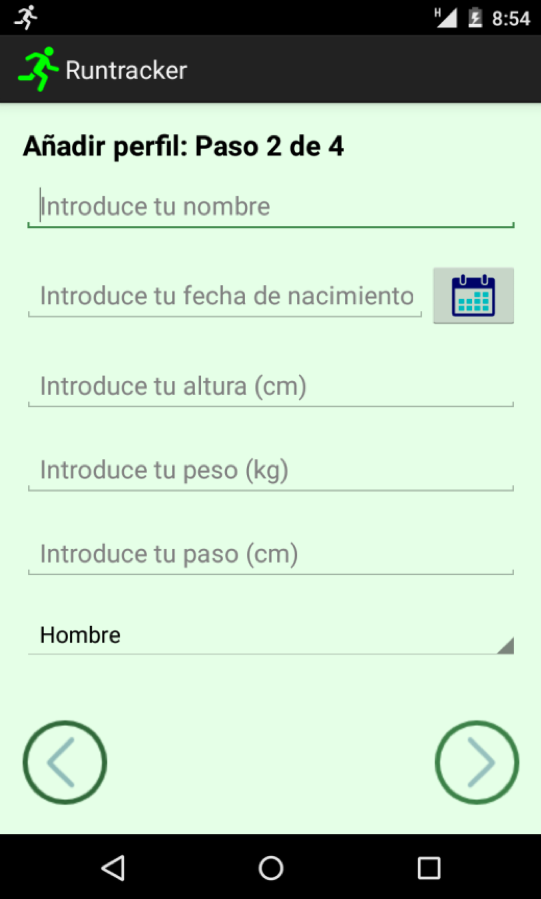 H 8:54
Runtracker
Añadir perfil: Paso 2 de 4
Introduce tu nombre
Introduce tu fecha de nacimiento
Introduce tu altura (cm)
Introduce tu peso (kg)
Introduce tu paso (cm)
Hombre